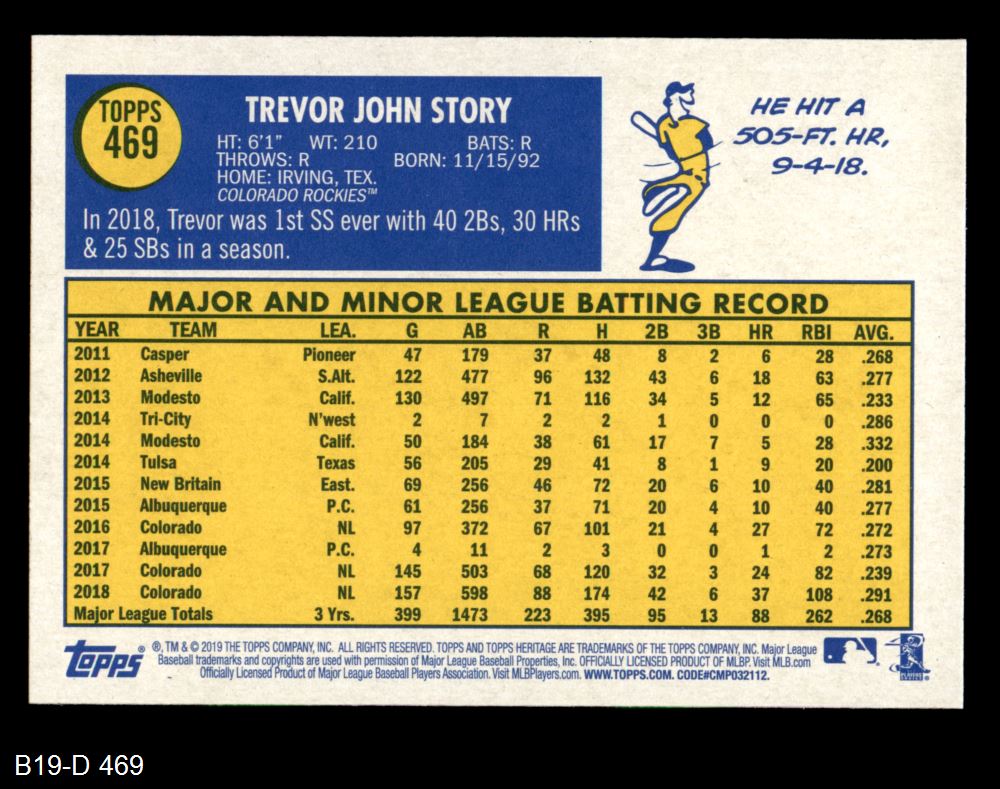 TOPPS
469
TREVOR JOHN STORY
HT: 6'1" WT: 210 BATS: R
THROWS: R BORN: 11/15/92
HOME: IRVING, TEX.
COLORADO ROCKIES™
In 2018, Trevor was 1st SS ever with 40 2Bs, 30 HRs
& 25 SBs in a season.
HE HIT A
505-FT. HR,
9-4-18.
MAJOR AND MINOR LEAGUE BATTING RECORD
YEAR TEAM LEA. G AB R H 2B 3B HR RBI AVG.
2011 Casper Pioneer 47 179 37 48 8 2 6 28 .268
2012 Asheville S.Alt. 122 477 96 132 43 6 18 63 .277
2013 Modesto Calif. 130 497 71 116 34 5 12 65 .233
2014 Tri-City N'west 2 7 2 2 1 0 0 0 .286
2014 Modesto Calif. 50 184 38 61 17 7 5 28 .332
2014 Tulsa Texas 56 205 29 41 8 1 9 20 .200
2015 New Britain East. 69 256 46 72 20 6 10 40 .281
2015 Albuquerque P.C. 61 256 37 71 20 4 10 40 .277
2016 Colorado NL 97 372 67 101 21 4 27 72 .272
2017 Albuquerque P.C. 4 11 2 3 0 0 1 2 .273
2017 Colorado NL 145 503 68 120 32 3 24 82 .239
2018 Colorado NL 157 598 88 174 42 6 37 108 .291
Major League Totals 3 Yrs. 399 1473 223 395 95 13 88 262 .268
topps®
®, TM & © 2019 THE TOPPS COMPANY, INC. ALL RIGHTS RESERVED. TOPPS AND TOPPS HERITAGE ARE TRADEMARKS OF THE TOPPS COMPANY, INC. Major League
Baseball trademarks and copyrights are used with permission of Major League Baseball Properties, Inc. OFFICIALLY LICENSED PRODUCT OF MLBP. Visit MLB.com
Officially Licensed Product of Major League Baseball Players Association. Visit MLBPlayers.com. WWW.TOPPS.COM. CODE#CMP032112.
B19-D 469